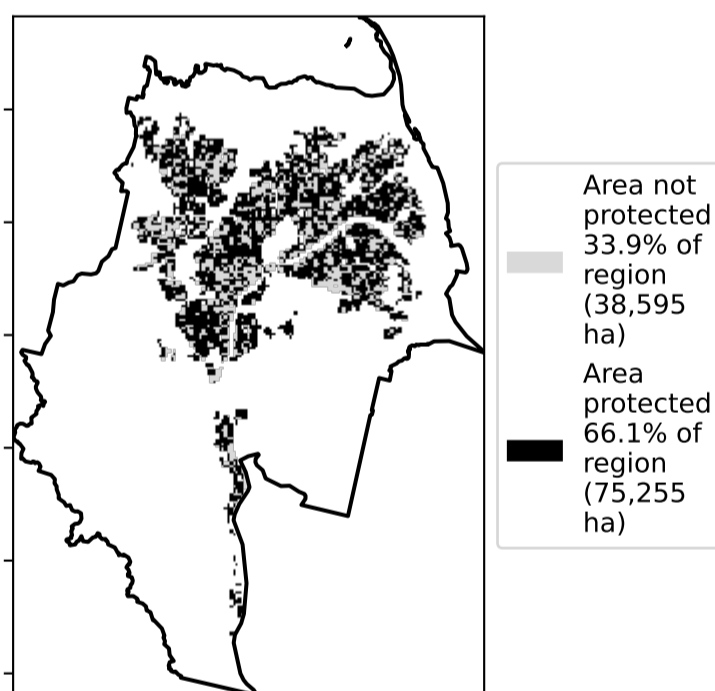 Area not
protected
33.9% of
region
(38,595
ha)
Area
protected
66.1% of
region
(75,255
ha)